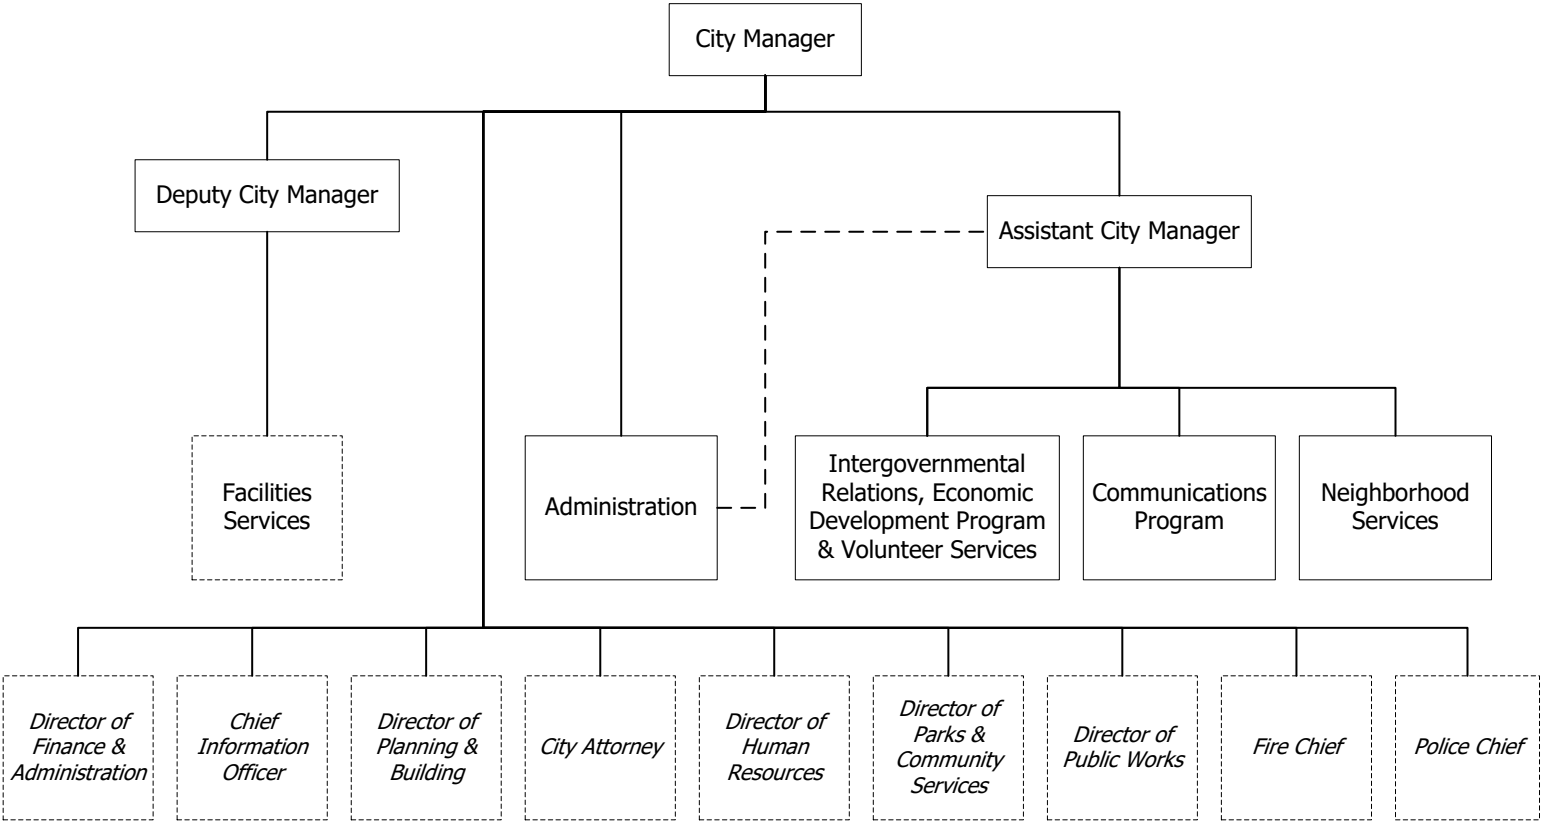 City Manager
Deputy City Manager
Assistant City Manager
Facilities
Services
Administration
Intergovernmental
Relations, Economic
Development Program
& Volunteer Services
Communications
Program
Neighborhood
Services
Director of
Finance &
Administration
Chief
Information
Officer
Director of
Planning &
Building
City Attorney
Director of
Human
Resources
Director of
Parks &
Community
Services
Director of
Public Works
Fire Chief
Police Chief